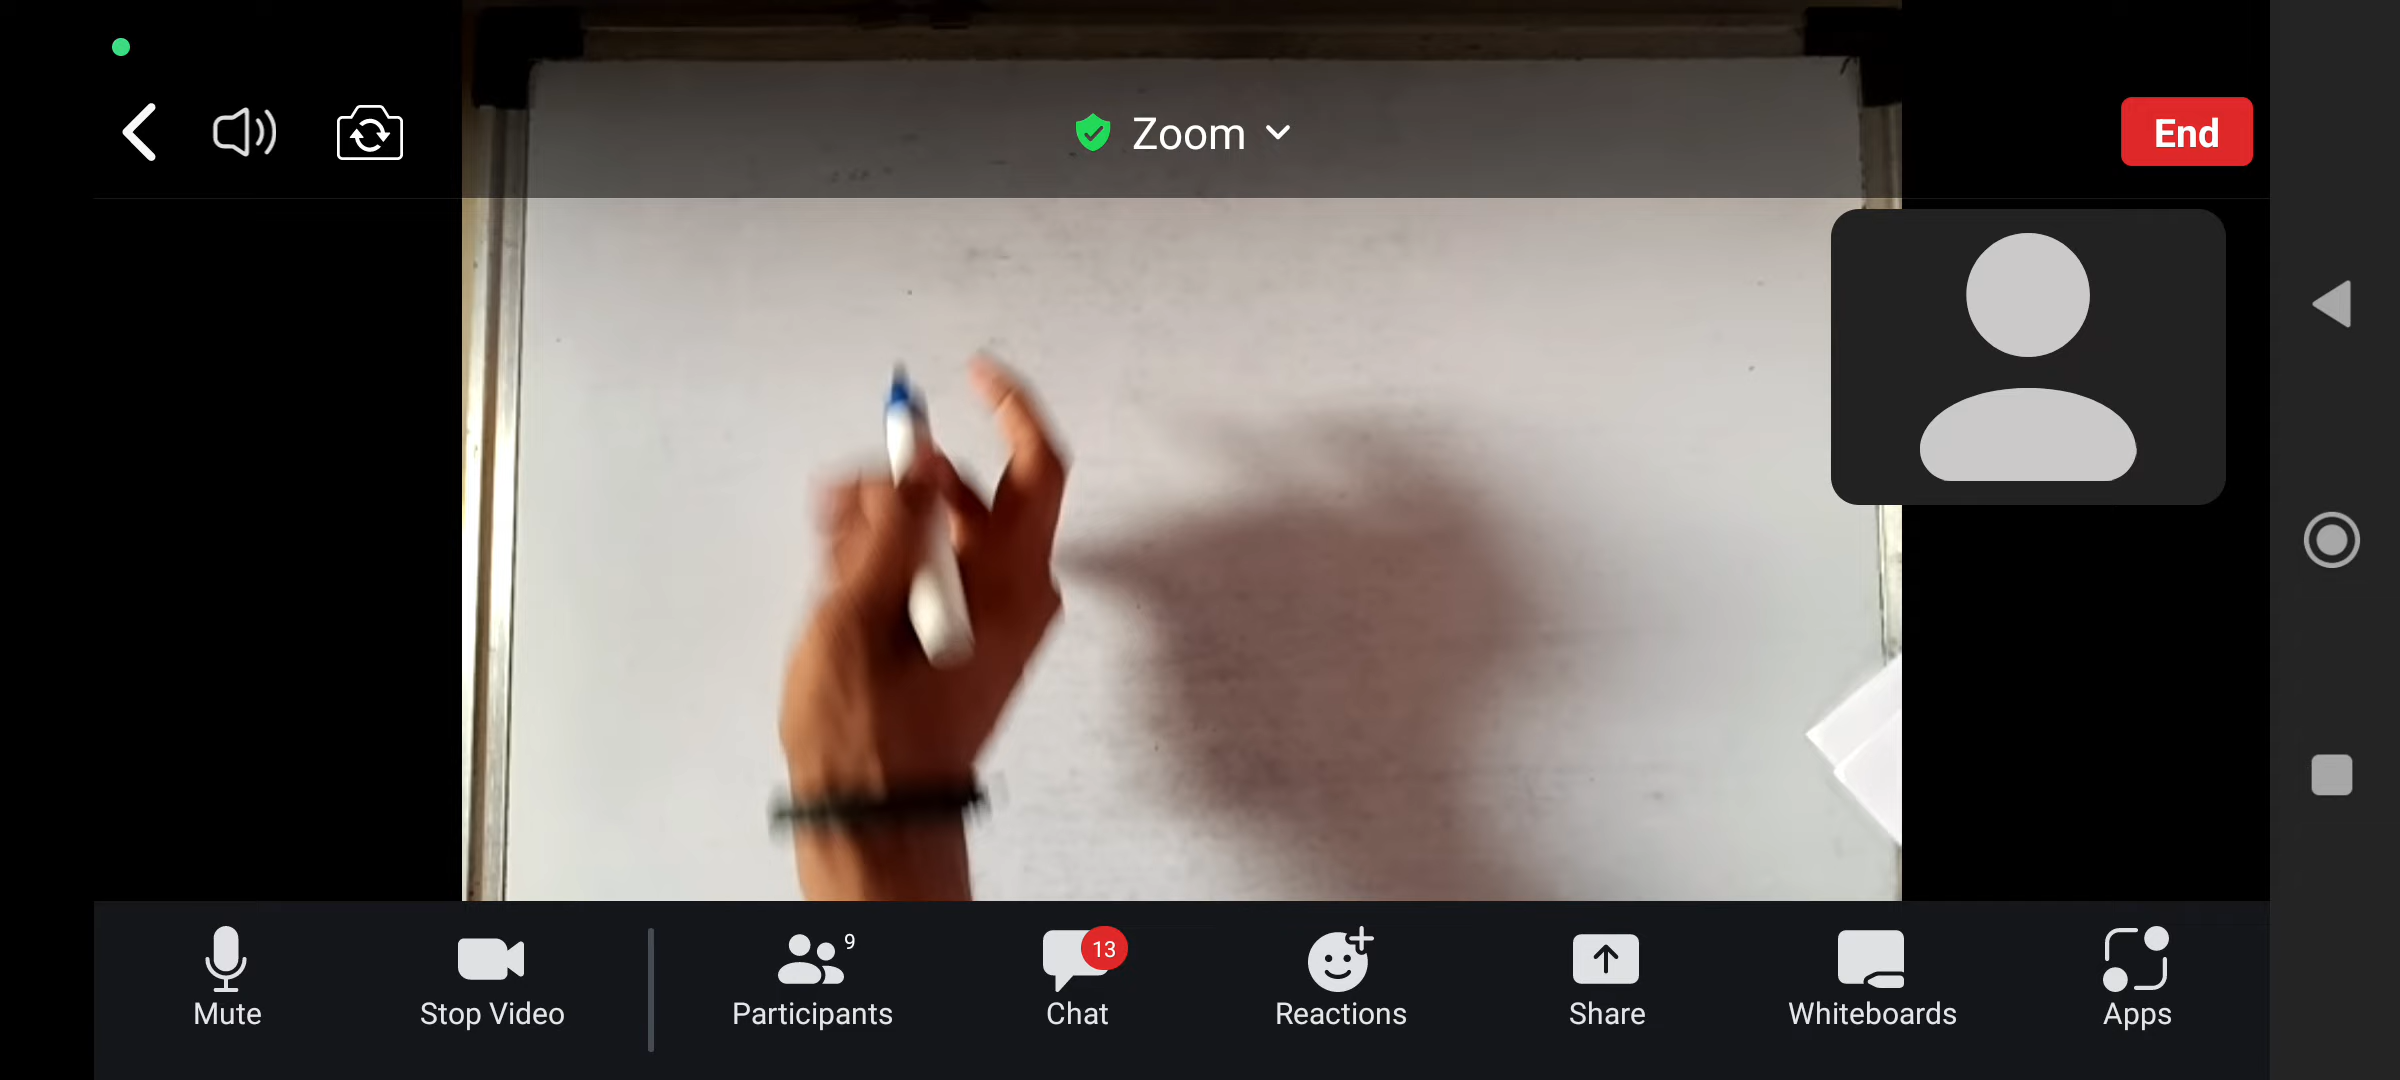 Zoom
End
Mute
Stop Video
Participants 9
Chat 13
Reactions
Share
Whiteboards
Apps